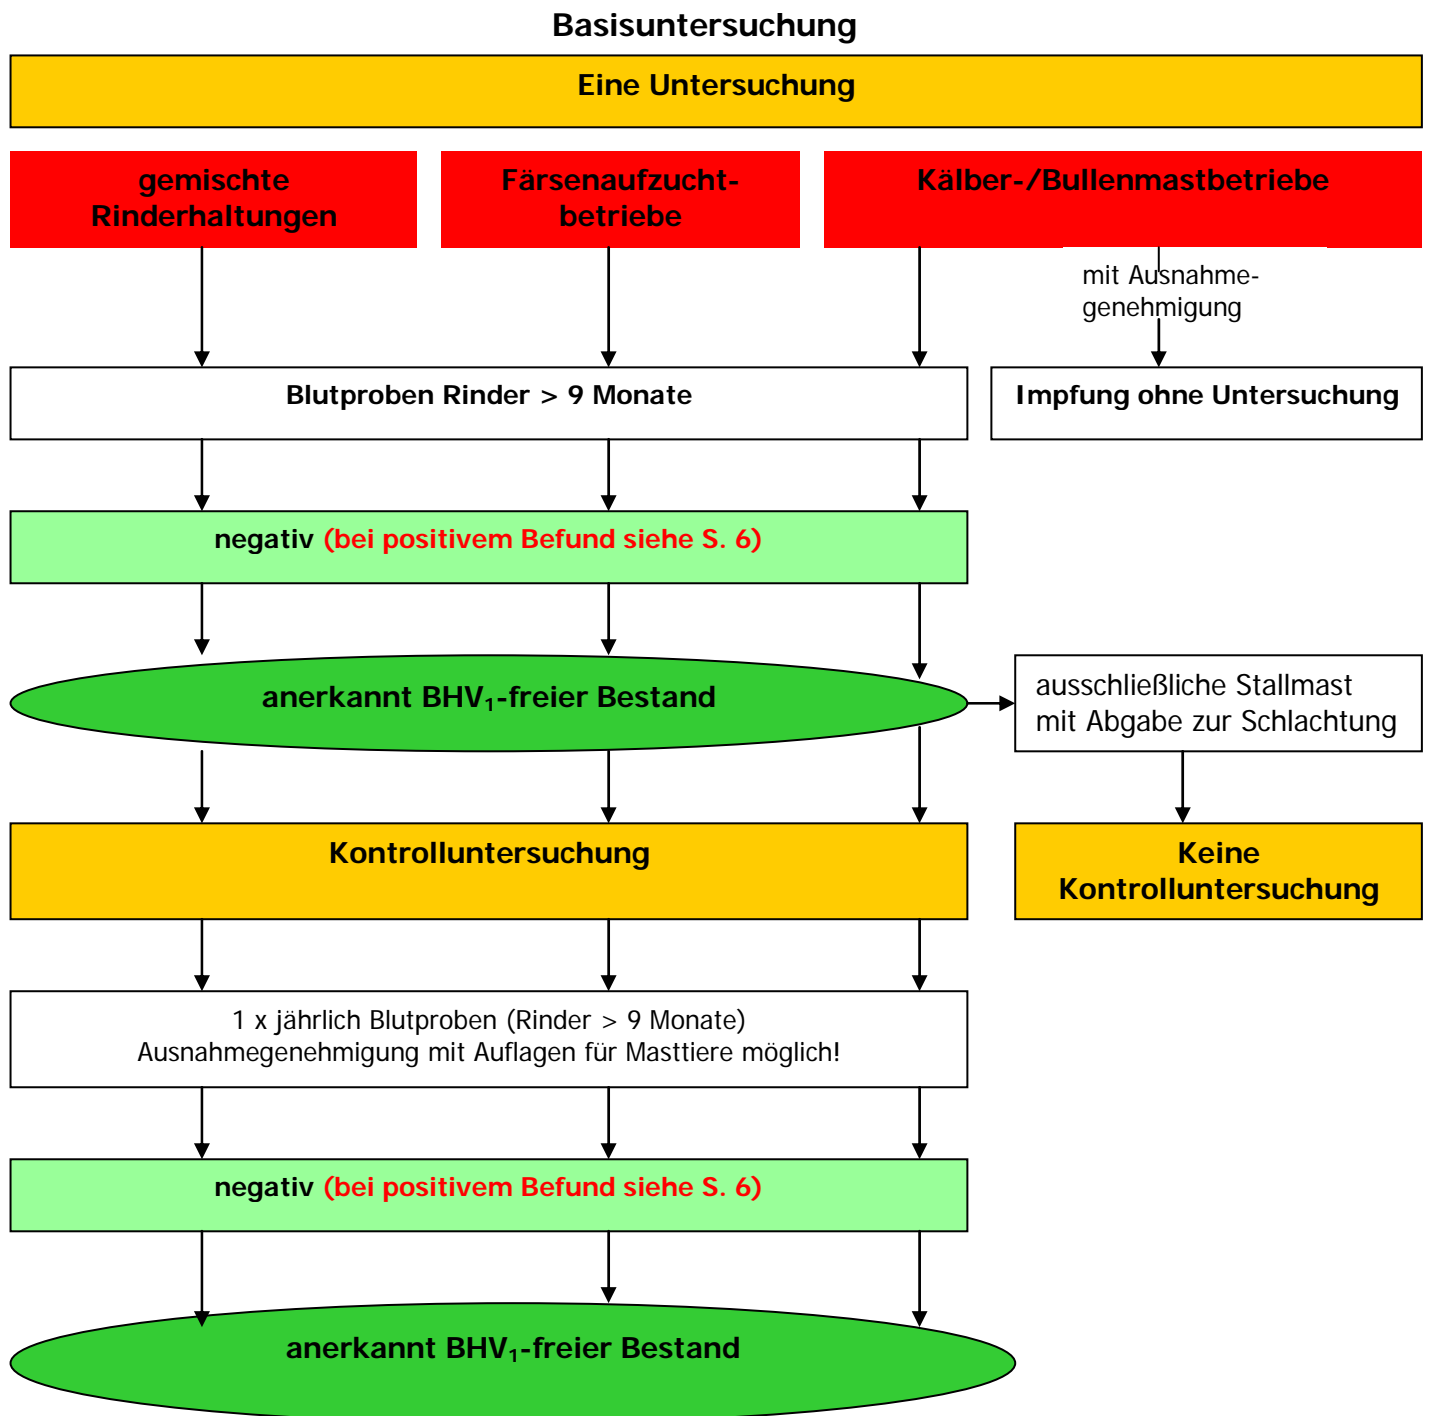 Basisuntersuchung
Eine Untersuchung
gemischte
Rinderhaltungen
Färsenaufzucht-
betriebe
Kälber-/Bullenmastbetriebe
mit Ausnahme-
genehmigung
Blutproben Rinder > 9 Monate
Impfung ohne Untersuchung
negativ (bei positivem Befund siehe S. 6)
anerkannt BHV₁-freier Bestand
ausschließliche Stallmast
mit Abgabe zur Schlachtung
Kontrolluntersuchung
Keine
Kontrolluntersuchung
1 x jährlich Blutproben (Rinder > 9 Monate)
Ausnahmegenehmigung mit Auflagen für Masttiere möglich!
negativ (bei positivem Befund siehe S. 6)
anerkannt BHV₁-freier Bestand